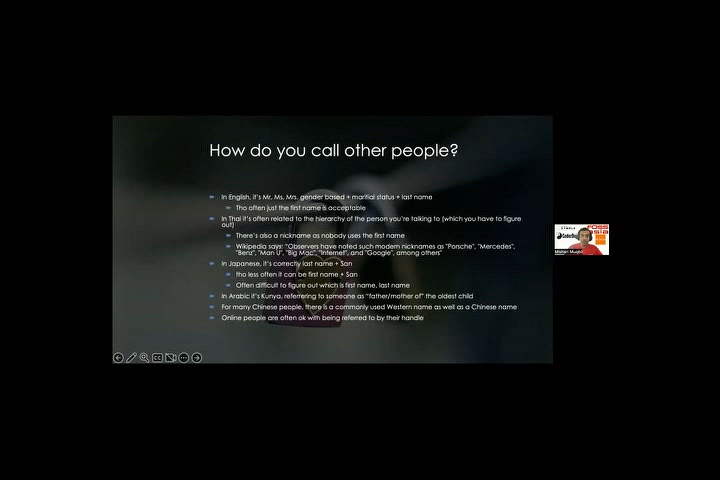 How do you call other people?
In English, it's Mr, Ms, Mrs, gender based + maritial status + last name
Tho often just the first name is acceptable
In Thai it's often related to the hierarchy of the person you're talking to (which you have to figure
out)
There's also a nickname as nobody uses the first name
Wikipedia says: "Observers have noted such modern nicknames as "Porsche", "Mercedes",
"Benz", "Man U", "Big Mac", "Internet", and "Google", among others"
In Japanese, it's correctly last name + San
tho less often it can be first name + San
Often difficult to figure out which is first name, last name
In Arabic it's Kunya, referring to someone as "father/mother of" the oldest child
For many Chinese people, there is a commonly used Western name as well as a Chinese name
Online people are often ok with being referred to by their handle
FOSS